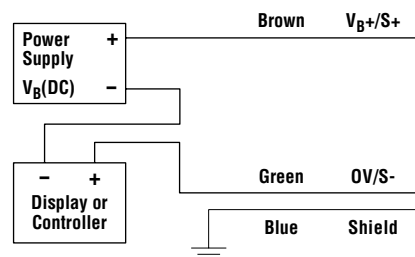 Brown V_B+/S+
Power +
Supply
V_B(DC) –
– +
Display or
Controller
Green OV/S-
Blue Shield